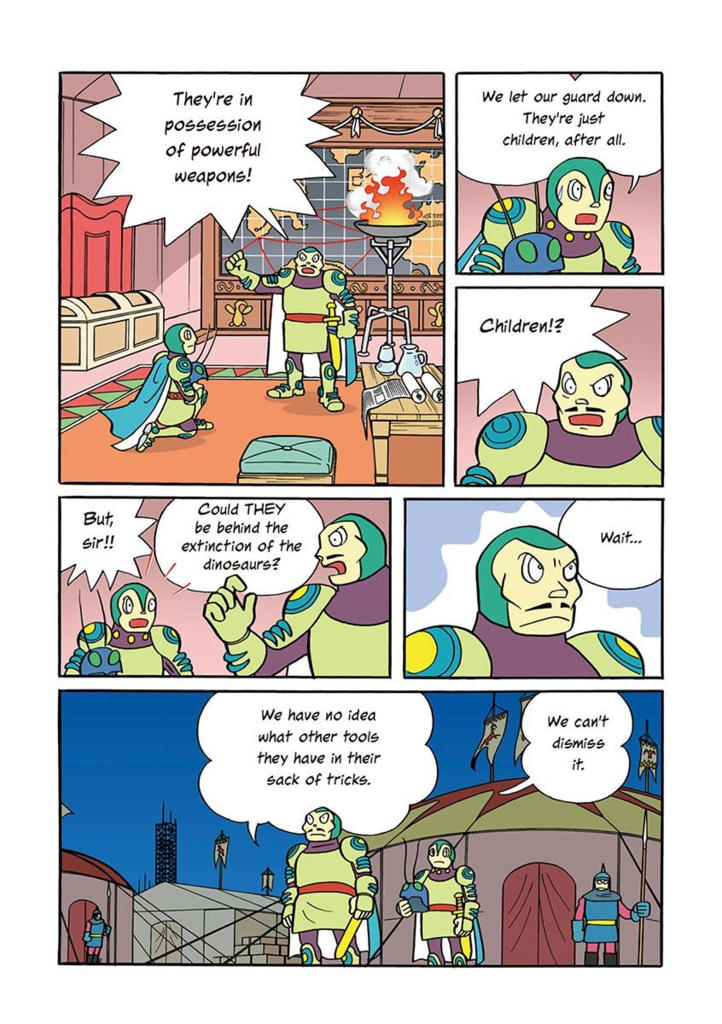 They're in
possession
of powerful
weapons!
We let our guard down.
They're just
children, after all.
Children!?
But,
sir!!
Could THEY
be behind the
extinction of the
dinosaurs?
Wait...
We have no idea
what other tools
they have in their
sack of tricks.
We can't
dismiss
it.